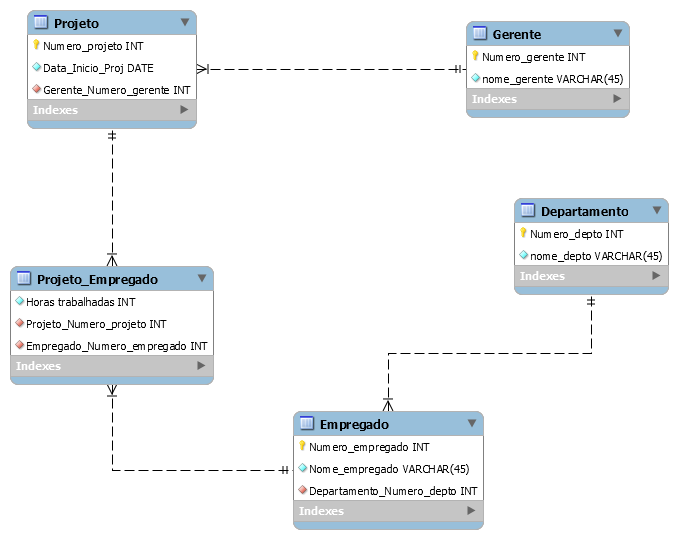 Projeto
Numero_projeto INT
Data_Inicio_Proj DATE
Gerente_Numero_gerente INT
Indexes
Gerente
Numero_gerente INT
nome_gerente VARCHAR(45)
Indexes
Departamento
Numero_depto INT
nome_depto VARCHAR(45)
Indexes
Projeto_Empregado
Horas trabalhadas INT
Projeto_Numero_projeto INT
Empregado_Numero_empregado INT
Indexes
Empregado
Numero_empregado INT
Nome_empregado VARCHAR(45)
Departamento_Numero_depto INT
Indexes